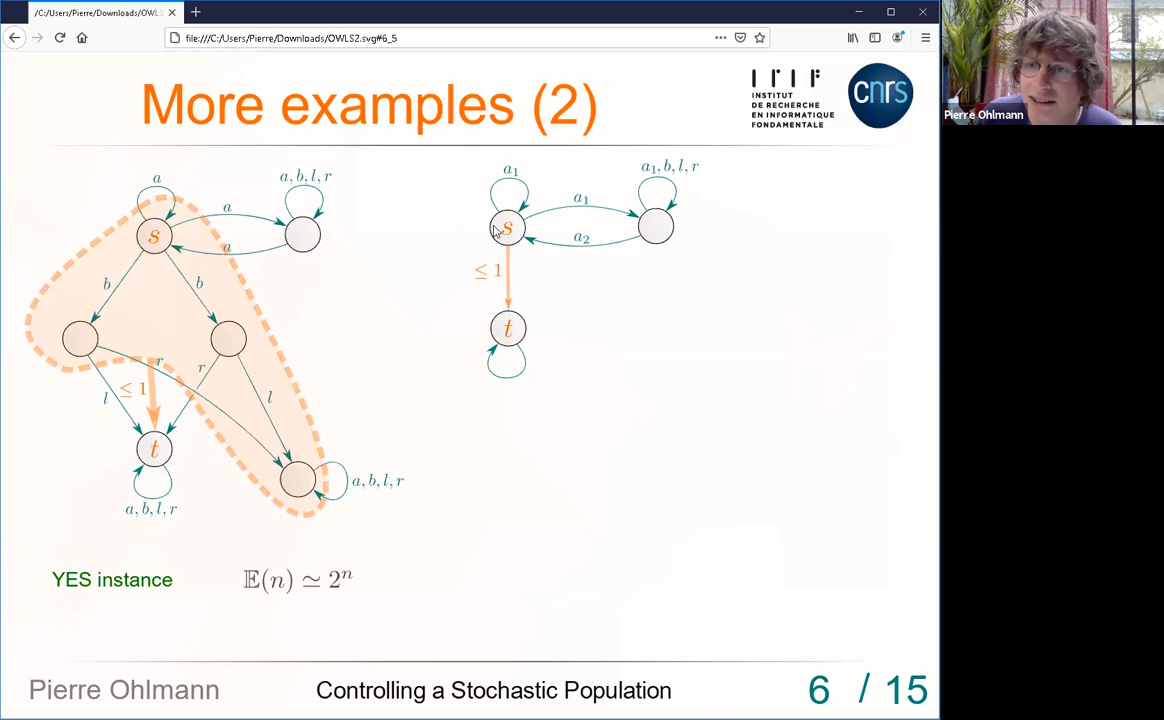 /C:/Users/Pierre/Downloads/OWLS
file:///C:/Users/Pierre/Downloads/OWLS2.svg#6_5
More examples (2)
INSTITUT
DE RECHERCHE
EN INFORMATIQUE
FONDAMENTALE
cnrs
Pierre Ohlmann
a
a, b, l, r
a
s
a
b
b
r
r
≤ 1
l
l
t
a, b, l, r
a, b, l, r
a₁
a₁, b, l, r
a₁
s
a₂
≤ 1
t
YES instance
𝔼(n) ≃ 2ⁿ
Pierre Ohlmann
Controlling a Stochastic Population
6 / 15